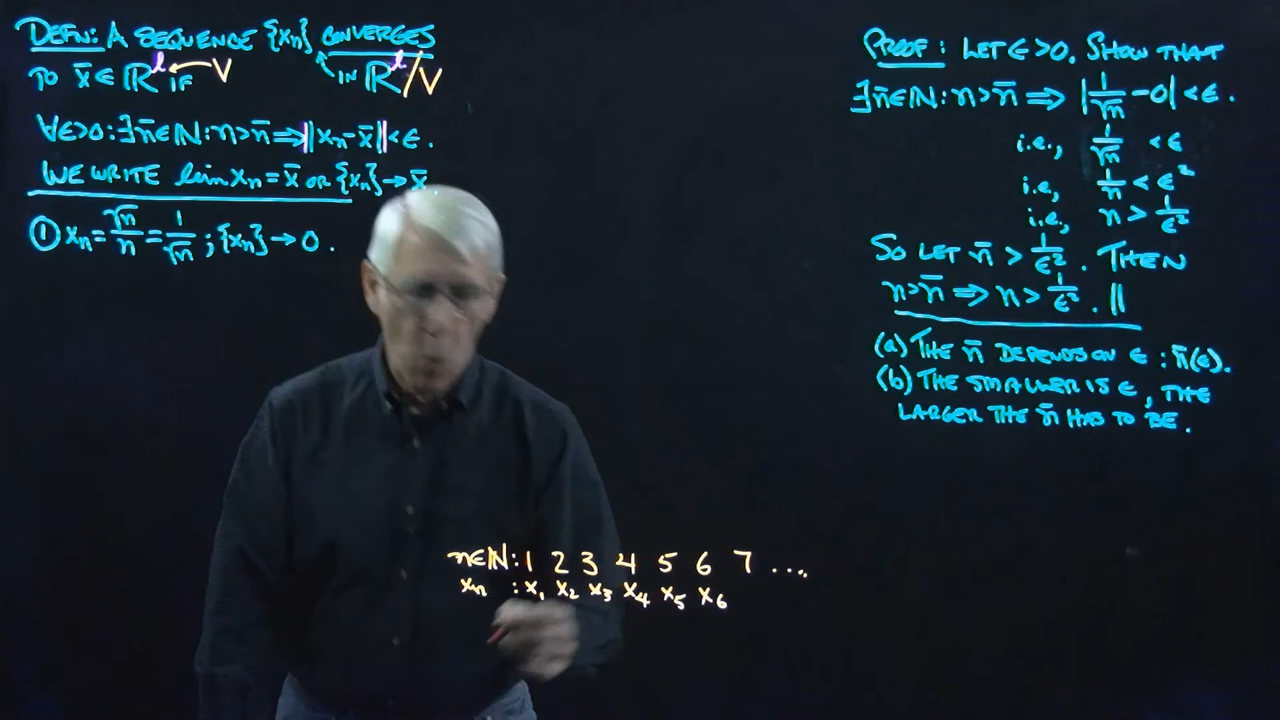 DEFN: A SEQUENCE {xₙ} CONVERGES
TO x̄ ∈ ℝˡ IF ← V IN ℝˡ/V
∀ϵ>0: ∃n̄∈ℕ: n>n̄ ⟹ ||xₙ-x̄|| < ϵ.
WE WRITE lim xₙ = x̄ OR {xₙ} → x̄.
① xₙ = √n/n = 1/√n ; {xₙ} → 0.
PROOF: LET ϵ>0. SHOW THAT
∃n̄∈ℕ: n>n̄ ⟹ |1/√n - 0| < ϵ.
i.e., 1/√n < ϵ
i.e., 1/n < ϵ²
i.e., n > 1/ϵ²
SO LET n̄ > 1/ϵ². THEN
n>n̄ ⟹ n > 1/ϵ². ||
(a) THE n̄ DEPENDS ON ϵ: n̄(ϵ).
(b) THE SMALLER IS ϵ, THE
LARGER THE n̄ HAS TO BE.
n∈ℕ: 1 2 3 4 5 6 7 ...
xₙ : x₁ x₂ x₃ x₄ x₅ x₆